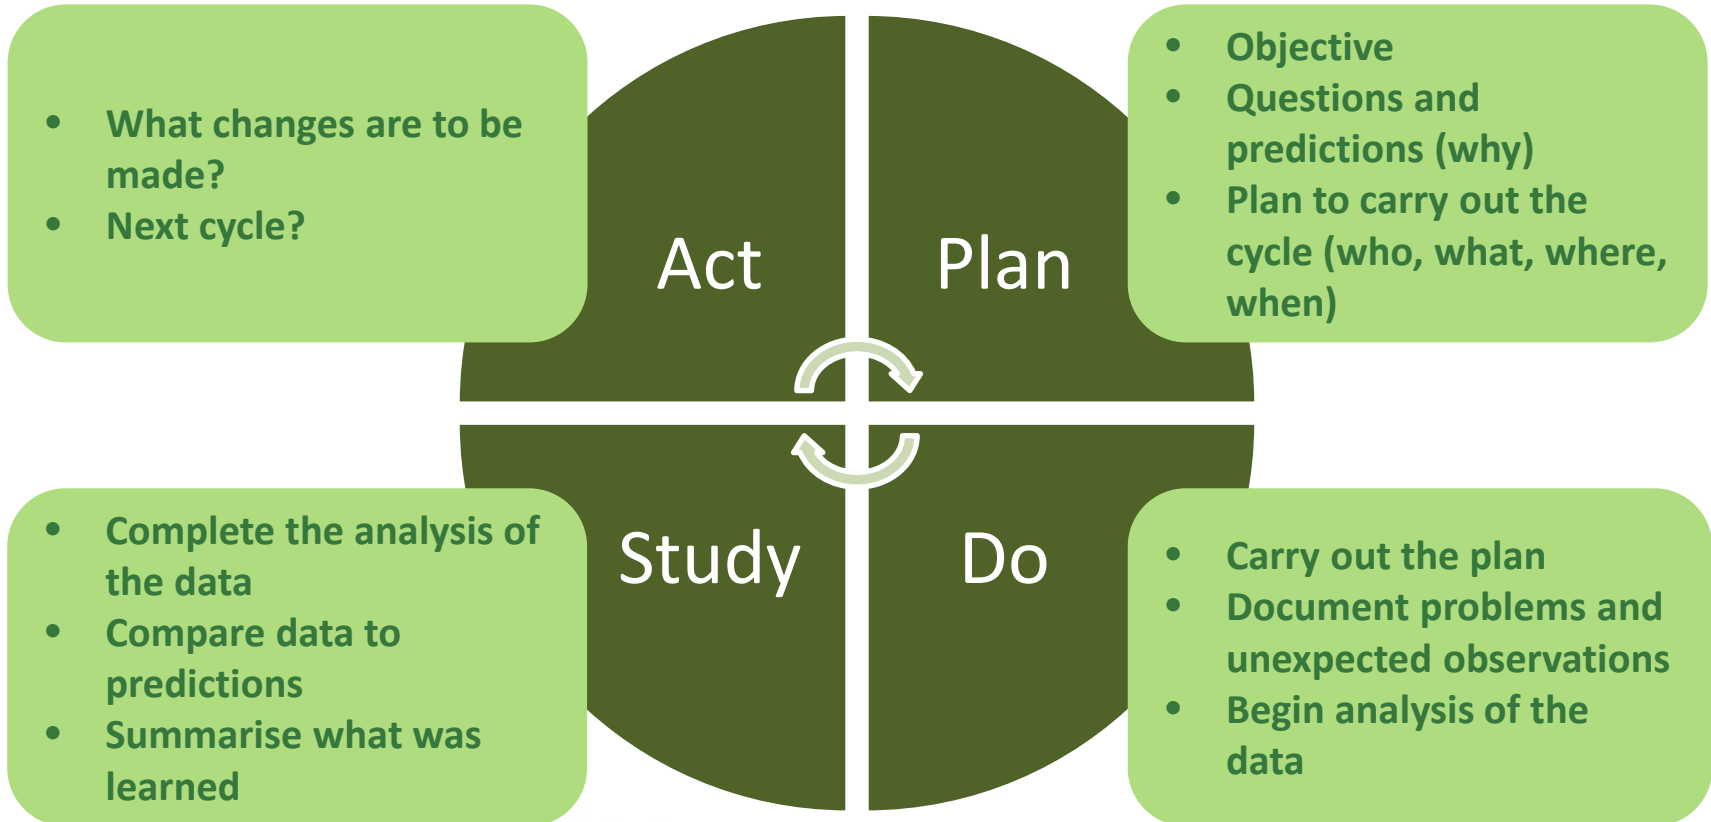 • What changes are to be
made?
• Next cycle?
Act
Plan
• Objective
• Questions and
predictions (why)
• Plan to carry out the
cycle (who, what, where,
when)
• Complete the analysis of
the data
• Compare data to
predictions
• Summarise what was
learned
Study
Do
• Carry out the plan
• Document problems and
unexpected observations
• Begin analysis of the
data